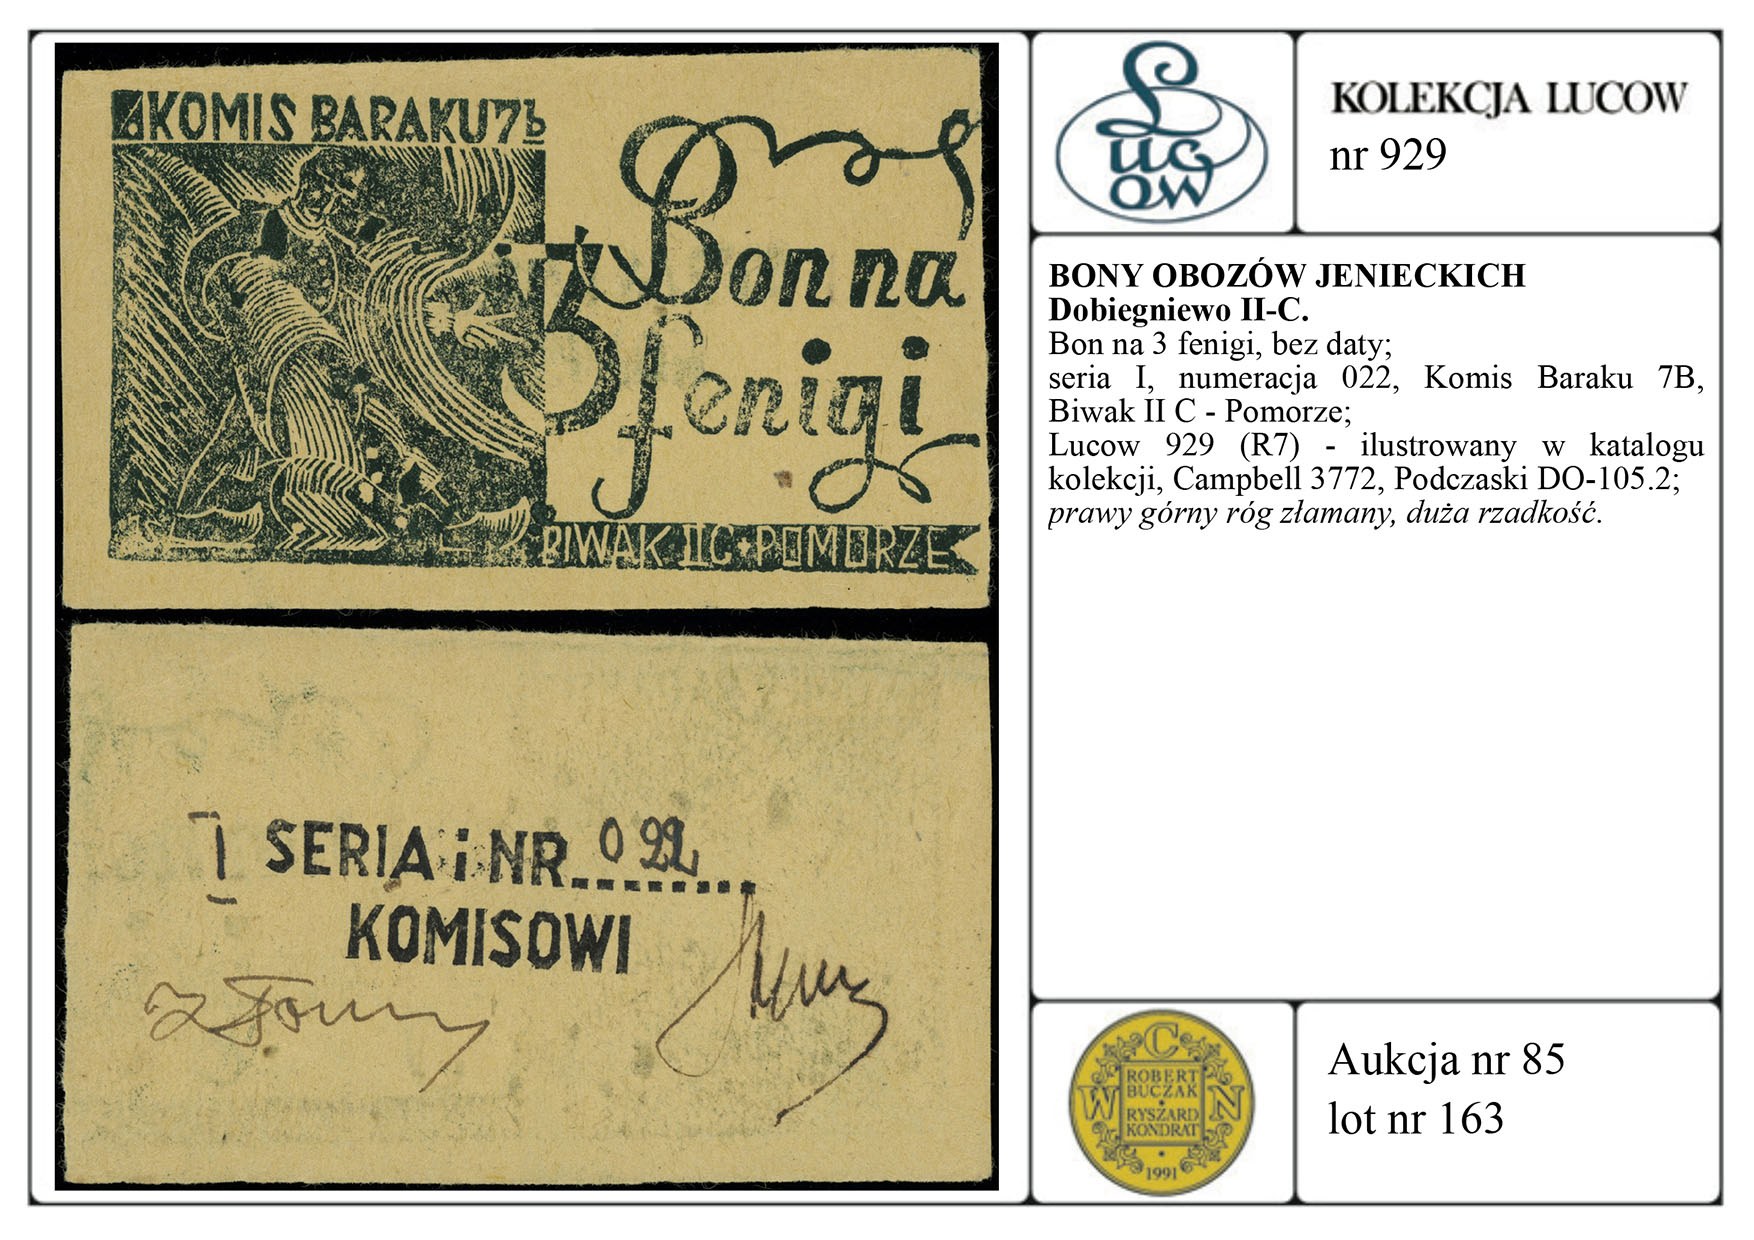 KOMIS BARAKU 7b
Bon na
3 fenigi
BIWAK IIC + POMORZE
I SERIA i NR 022
KOMISOWI
Lucow
KOLEKCJA LUCOW
nr 929
BONY OBOZÓW JENIECKICH
Dobiegniewo II-C.
Bon na 3 fenigi, bez daty;
seria I, numeracja 022, Komis Baraku 7B,
Biwak II C - Pomorze;
Lucow 929 (R7) - ilustrowany w katalogu
kolekcji, Campbell 3772, Podczaski DO-105.2;
prawy górny róg złamany, duża rzadkość.
W C N
ROBERT
BUCZAK
RYSZARD
KONDRAT
1991
Aukcja nr 85
lot nr 163